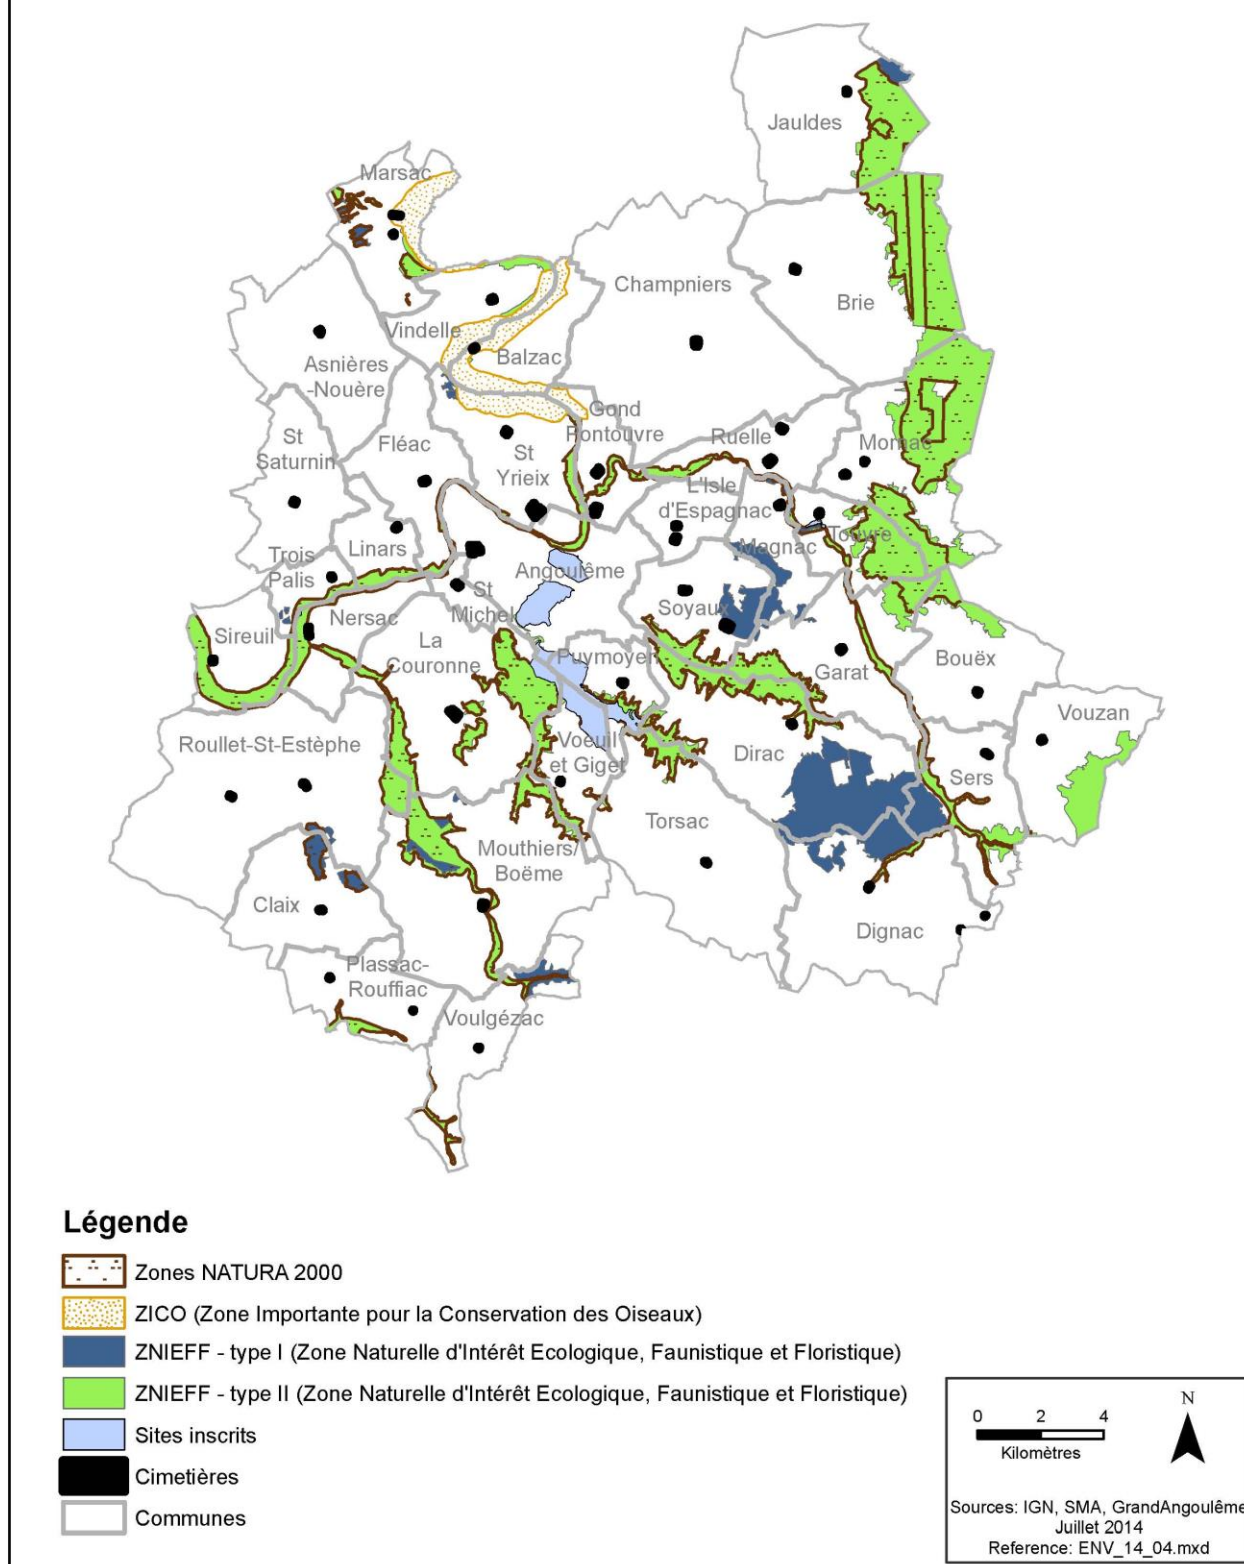 Jauldes
Marsac
Champniers
Brie
Vindelle
Balzac
Asnières
-Nouère
Gond
Pontouvre
St
Saturnin
Fléac
St
Yrieix
Ruelle
Mornac
L'Isle
d'Espagnac
Magnac
Touvre
Linars
Trois
Palis
Angoulême
St
Michel
Soyaux
Sireuil
Nersac
La
Couronne
Puymoyen
Garat
Bouëx
Vouzan
Roullet-St-Estèphe
Voeuil
et Giget
Dirac
Sers
Torsac
Mouthiers/
Boëme
Claix
Dignac
Plassac-
Rouffiac
Voulgézac
Légende
Zones NATURA 2000
ZICO (Zone Importante pour la Conservation des Oiseaux)
ZNIEFF - type I (Zone Naturelle d'Intérêt Ecologique, Faunistique et Floristique)
ZNIEFF - type II (Zone Naturelle d'Intérêt Ecologique, Faunistique et Floristique)
Sites inscrits
Cimetières
Communes
0 2 4
Kilomètres
N
Sources: IGN, SMA, GrandAngoulême
Juillet 2014
Reference: ENV_14_04.mxd